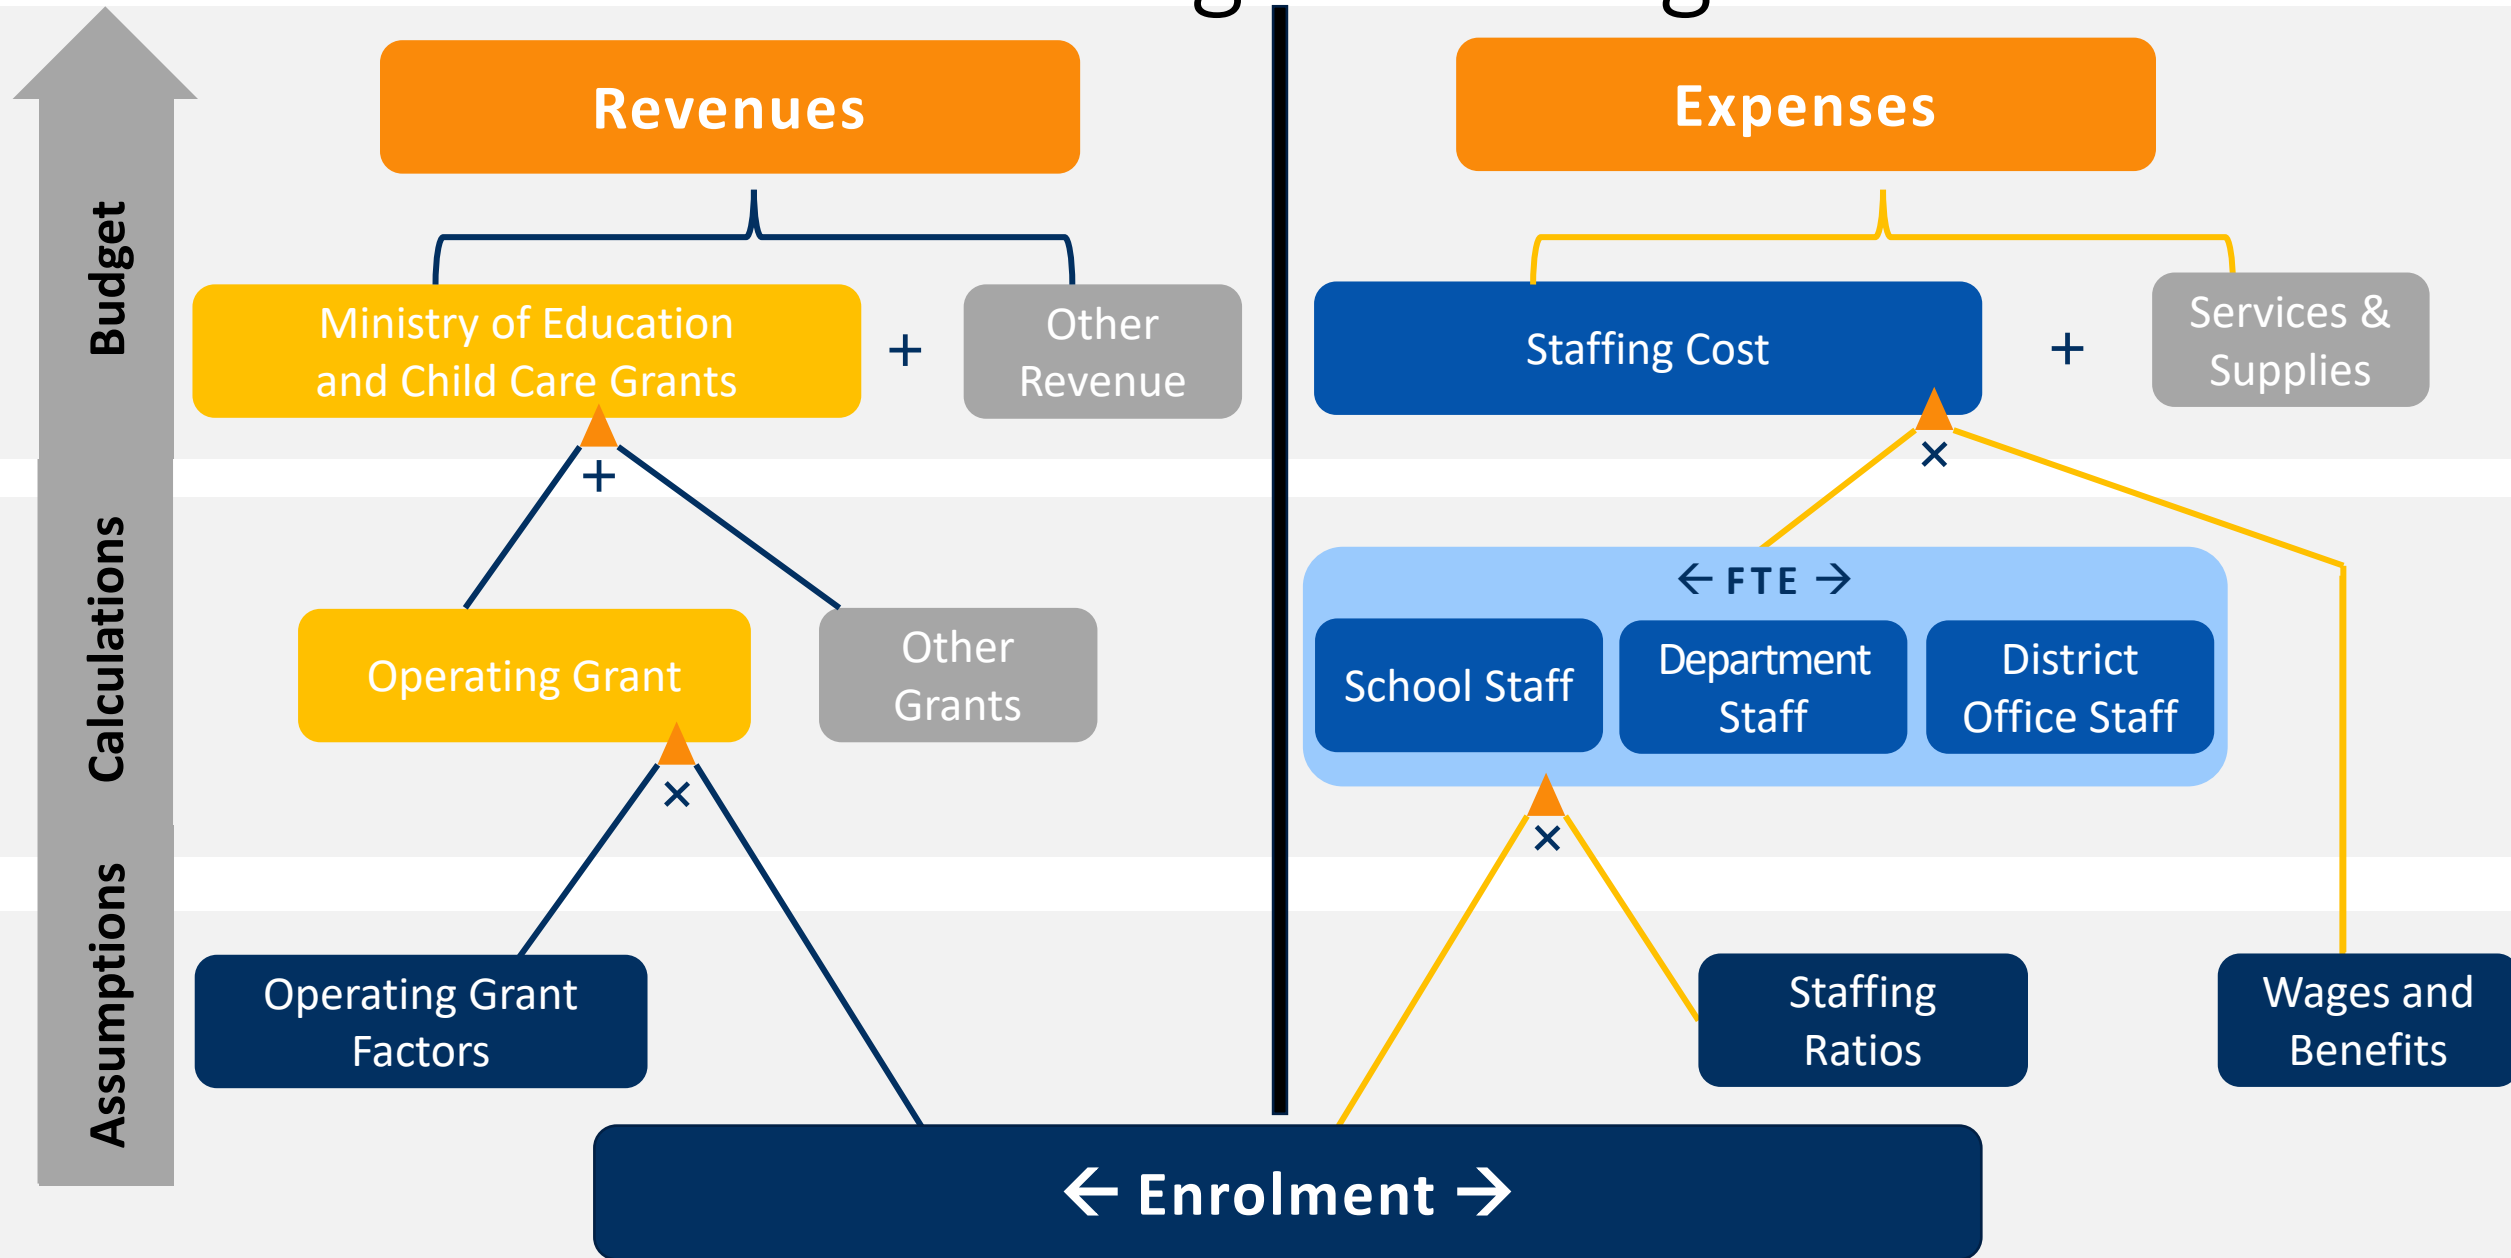 Revenues
Expenses
Budget
Ministry of Education
and Child Care Grants
+
Other
Revenue
Staffing Cost
+
Services &
Supplies
+
×
Calculations
← FTE →
Operating Grant
Other
Grants
School Staff
Department
Staff
District
Office Staff
×
×
Assumptions
Operating Grant
Factors
Staffing
Ratios
Wages and
Benefits
← Enrolment →